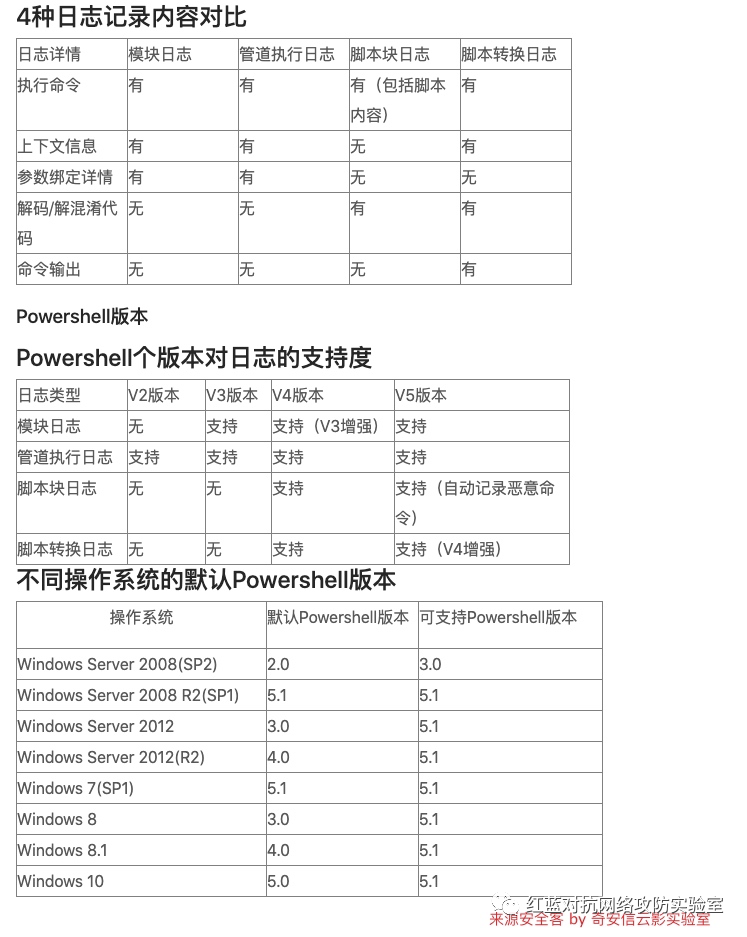 4种日志记录内容对比
日志详情 模块日志 管道执行日志 脚本块日志 脚本转换日志
执行命令 有 有 有（包括脚本 有
内容）
上下文信息 有 有 无 有
参数绑定详情 有 有 无 无
解码/解混淆代 无 无 有 有
码
命令输出 无 无 无 有
Powershell版本
Powershell个版本对日志的支持度
日志类型 V2版本 V3版本 V4版本 V5版本
模块日志 无 支持 支持（V3增强） 支持
管道执行日志 支持 支持 支持 支持
脚本块日志 无 无 支持 支持（自动记录恶意命
令）
脚本转换日志 无 无 支持 支持（V4增强）
不同操作系统的默认Powershell版本
操作系统 默认Powershell版本 可支持Powershell版本
Windows Server 2008(SP2) 2.0 3.0
Windows Server 2008 R2(SP1) 5.1 5.1
Windows Server 2012 3.0 5.1
Windows Server 2012(R2) 4.0 5.1
Windows 7(SP1) 5.1 5.1
Windows 8 3.0 5.1
Windows 8.1 4.0 5.1
Windows 10 5.0 5.1
红蓝对抗网络攻防实验室
来源安全客 by 奇安信云影实验室